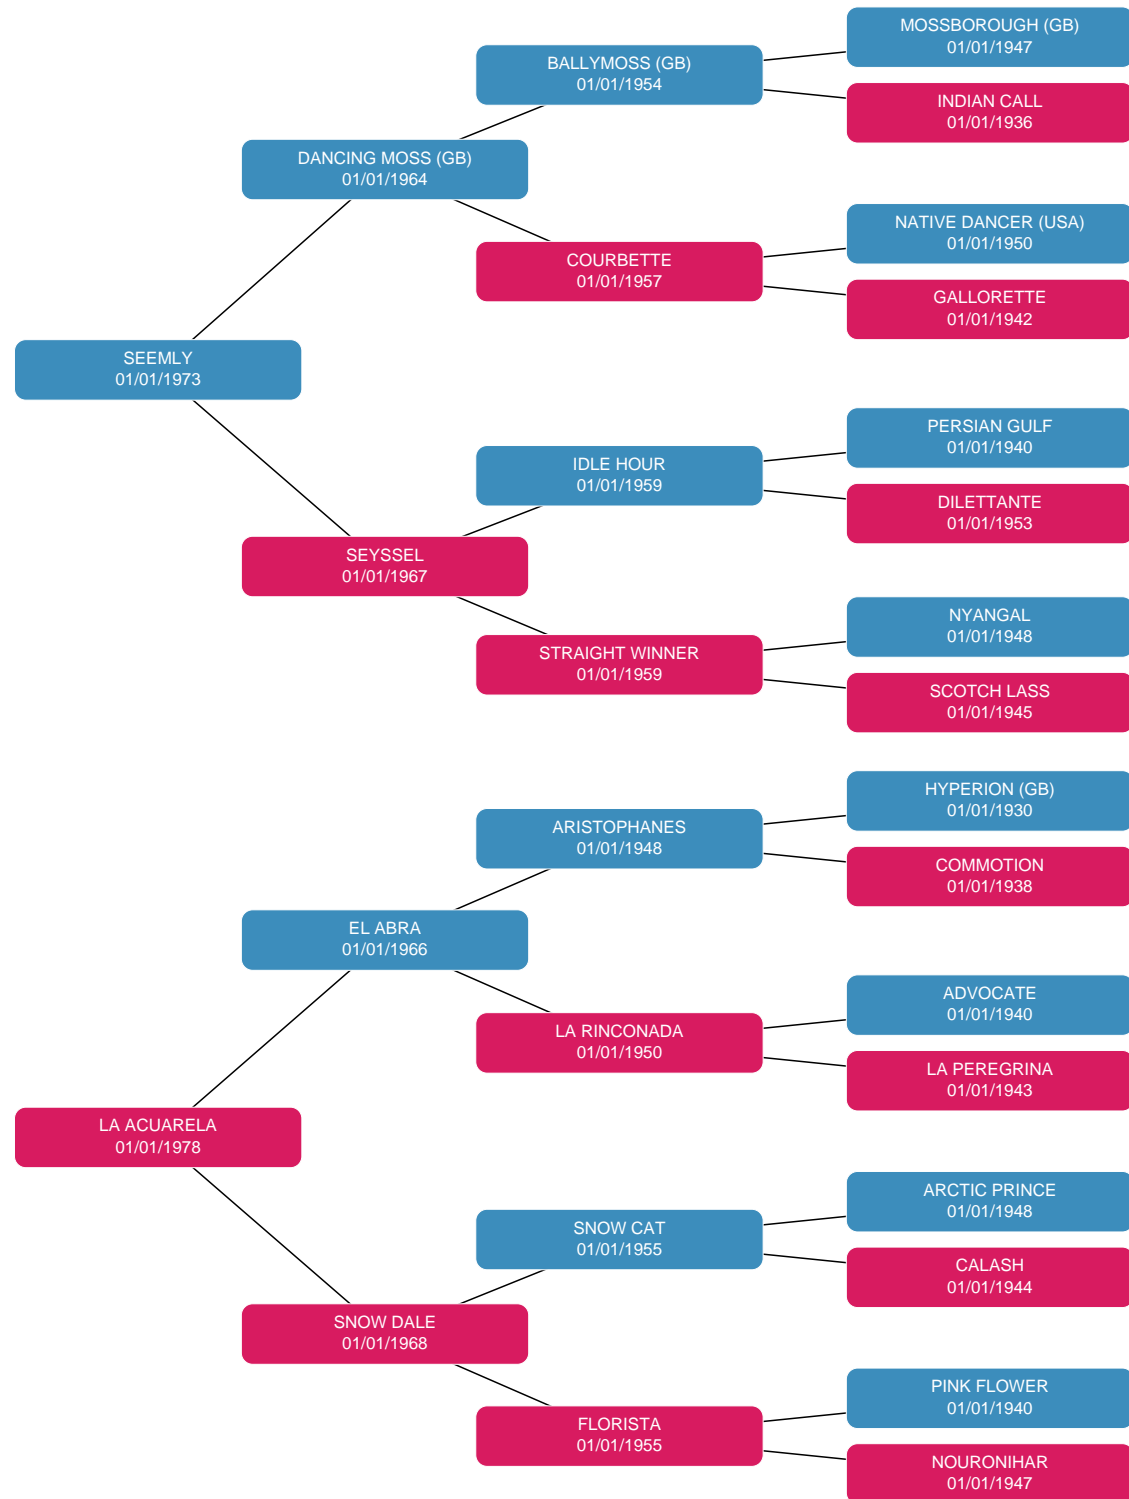 MOSSBOROUGH (GB)
01/01/1947
BALLYMOSS (GB)
01/01/1954
INDIAN CALL
01/01/1936
DANCING MOSS (GB)
01/01/1964
NATIVE DANCER (USA)
01/01/1950
COURBETTE
01/01/1957
GALLORETTE
01/01/1942
SEEMLY
01/01/1973
PERSIAN GULF
01/01/1940
IDLE HOUR
01/01/1959
DILETTANTE
01/01/1953
SEYSSEL
01/01/1967
NYANGAL
01/01/1948
STRAIGHT WINNER
01/01/1959
SCOTCH LASS
01/01/1945
HYPERION (GB)
01/01/1930
ARISTOPHANES
01/01/1948
COMMOTION
01/01/1938
EL ABRA
01/01/1966
ADVOCATE
01/01/1940
LA RINCONADA
01/01/1950
LA PEREGRINA
01/01/1943
LA ACUARELA
01/01/1978
ARCTIC PRINCE
01/01/1948
SNOW CAT
01/01/1955
CALASH
01/01/1944
SNOW DALE
01/01/1968
PINK FLOWER
01/01/1940
FLORISTA
01/01/1955
NOURONIHAR
01/01/1947